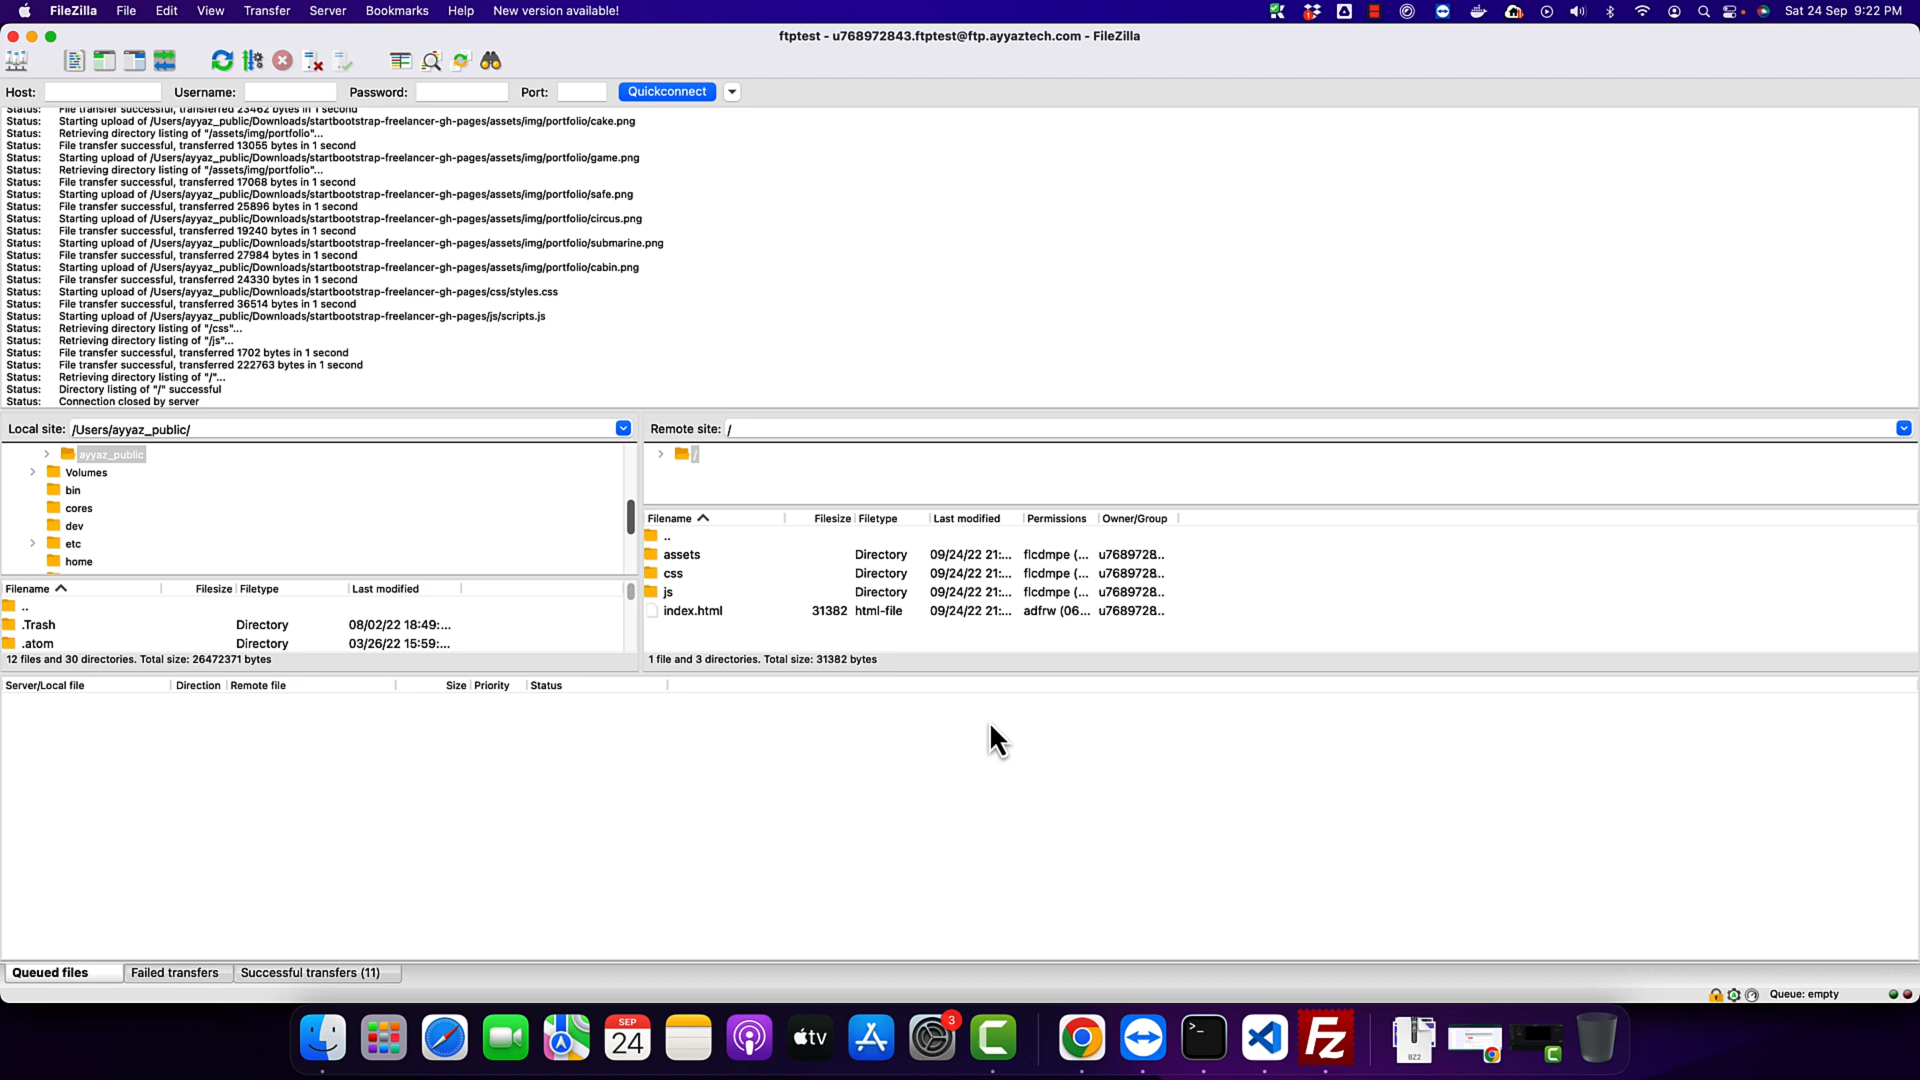 FileZilla File Edit View Transfer Server Bookmarks Help New version available! Sat 24 Sep 9:22 PM
ftptest - u768972843.ftptest@ftp.ayyaztech.com - FileZilla
Host: Username: Password: Port: Quickconnect
Status: File transfer successful, transferred 23462 bytes in 1 second
Status: Starting upload of /Users/ayyaz_public/Downloads/startbootstrap-freelancer-gh-pages/assets/img/portfolio/cake.png
Status: Retrieving directory listing of "/assets/img/portfolio"...
Status: File transfer successful, transferred 13055 bytes in 1 second
Status: Starting upload of /Users/ayyaz_public/Downloads/startbootstrap-freelancer-gh-pages/assets/img/portfolio/game.png
Status: Retrieving directory listing of "/assets/img/portfolio"...
Status: File transfer successful, transferred 17068 bytes in 1 second
Status: Starting upload of /Users/ayyaz_public/Downloads/startbootstrap-freelancer-gh-pages/assets/img/portfolio/safe.png
Status: File transfer successful, transferred 25896 bytes in 1 second
Status: Starting upload of /Users/ayyaz_public/Downloads/startbootstrap-freelancer-gh-pages/assets/img/portfolio/circus.png
Status: File transfer successful, transferred 19240 bytes in 1 second
Status: Starting upload of /Users/ayyaz_public/Downloads/startbootstrap-freelancer-gh-pages/assets/img/portfolio/submarine.png
Status: File transfer successful, transferred 27984 bytes in 1 second
Status: Starting upload of /Users/ayyaz_public/Downloads/startbootstrap-freelancer-gh-pages/assets/img/portfolio/cabin.png
Status: File transfer successful, transferred 24330 bytes in 1 second
Status: Starting upload of /Users/ayyaz_public/Downloads/startbootstrap-freelancer-gh-pages/css/styles.css
Status: File transfer successful, transferred 36514 bytes in 1 second
Status: Starting upload of /Users/ayyaz_public/Downloads/startbootstrap-freelancer-gh-pages/js/scripts.js
Status: Retrieving directory listing of "/css"...
Status: Retrieving directory listing of "/js"...
Status: File transfer successful, transferred 1702 bytes in 1 second
Status: File transfer successful, transferred 222763 bytes in 1 second
Status: Retrieving directory listing of "/"...
Status: Directory listing of "/" successful
Status: Connection closed by server
Local site: /Users/ayyaz_public/
ayyaz_public
Volumes
bin
cores
dev
etc
home
Filename Filesize Filetype Last modified
..
.Trash Directory 08/02/22 18:49:...
.atom Directory 03/26/22 15:59:...
12 files and 30 directories. Total size: 26472371 bytes
Remote site: /
/
Filename Filesize Filetype Last modified Permissions Owner/Group
..
assets Directory 09/24/22 21:... flcdmpe (... u7689728..
css Directory 09/24/22 21:... flcdmpe (... u7689728..
js Directory 09/24/22 21:... flcdmpe (... u7689728..
index.html 31382 html-file 09/24/22 21:... adfrw (06... u7689728..
1 file and 3 directories. Total size: 31382 bytes
Server/Local file Direction Remote file Size Priority Status
Queued files Failed transfers Successful transfers (11)
Queue: empty
SEP
24
tv
3
>_
Fz
BZ2